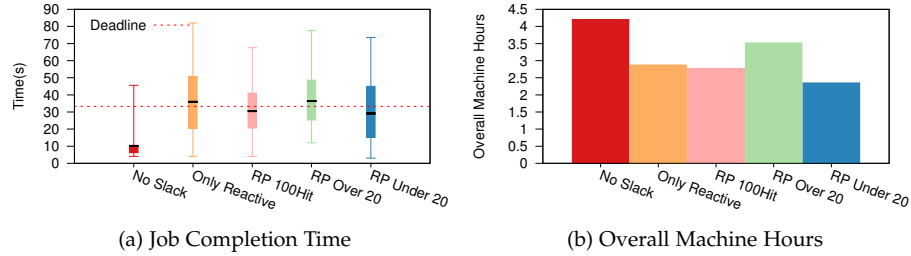 90
80
70
60
50
40
30
20
10
0
Time(s)
Deadline
No Slack
Only Reactive
RP 100Hit
RP Over 20
RP Under 20
(a) Job Completion Time
4.5
4
3.5
3
2.5
2
1.5
1
0.5
0
Overall Machine Hours
No Slack
Only Reactive
RP 100Hit
RP Over 20
RP Under 20
(b) Overall Machine Hours